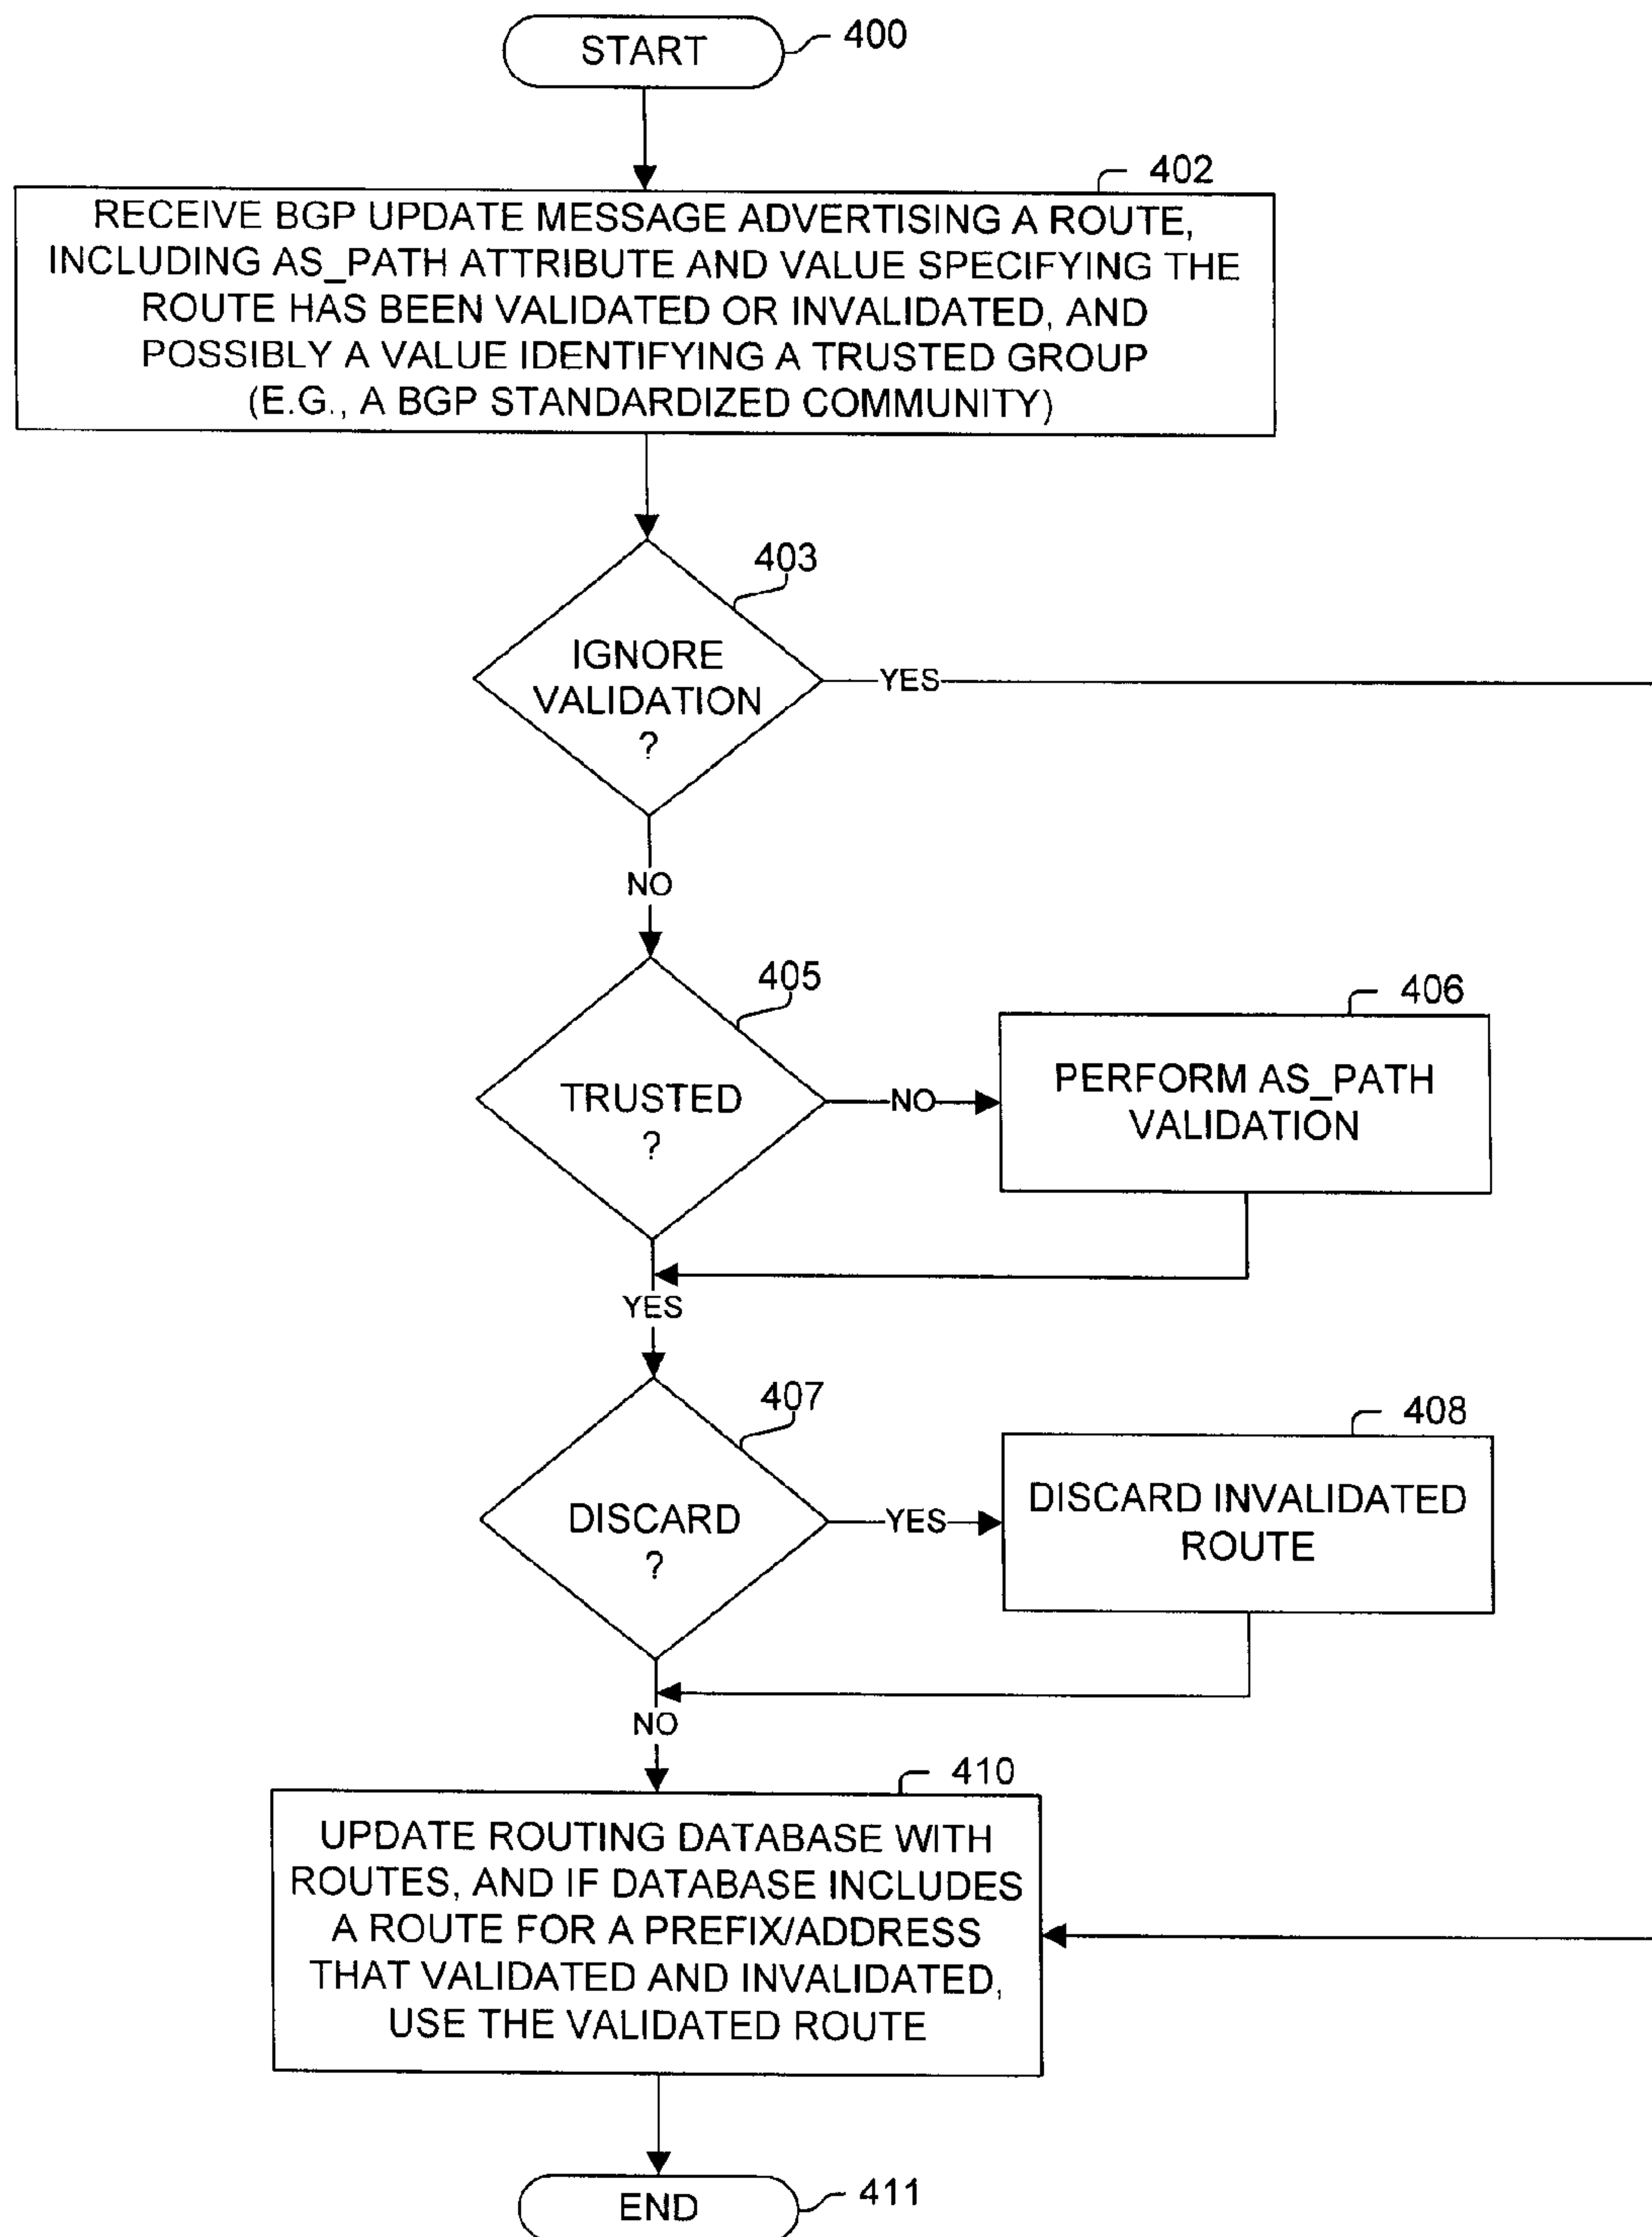 START
400
402
RECEIVE BGP UPDATE MESSAGE ADVERTISING A ROUTE,
INCLUDING AS_PATH ATTRIBUTE AND VALUE SPECIFYING THE
ROUTE HAS BEEN VALIDATED OR INVALIDATED, AND
POSSIBLY A VALUE IDENTIFYING A TRUSTED GROUP
(E.G., A BGP STANDARDIZED COMMUNITY)
403
IGNORE
VALIDATION
?
YES
NO
405
TRUSTED
?
NO
406
PERFORM AS_PATH
VALIDATION
YES
407
DISCARD
?
YES
408
DISCARD INVALIDATED
ROUTE
NO
410
UPDATE ROUTING DATABASE WITH
ROUTES, AND IF DATABASE INCLUDES
A ROUTE FOR A PREFIX/ADDRESS
THAT VALIDATED AND INVALIDATED,
USE THE VALIDATED ROUTE
END
411